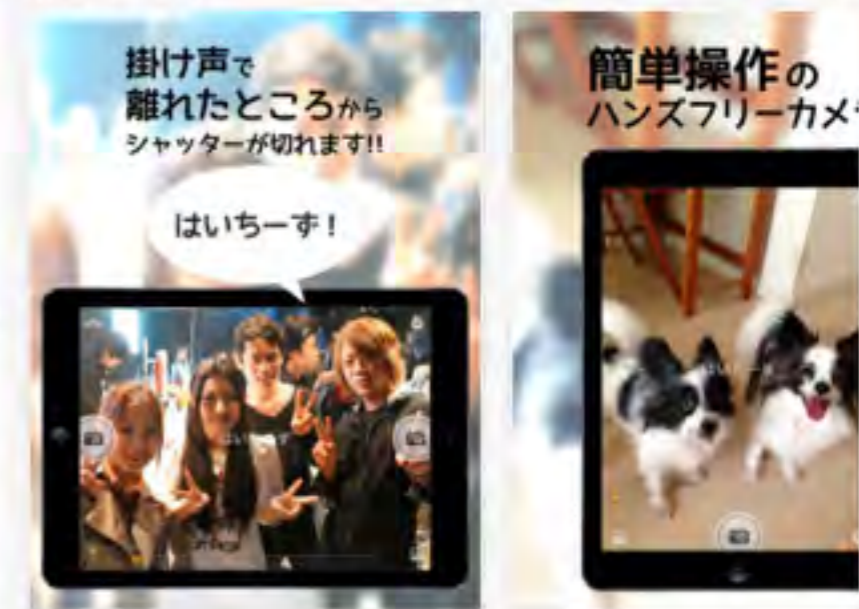 掛け声で
離れたところから
シャッターが切れます!!
はいちーず!
簡単操作の
ハンズフリーカメ